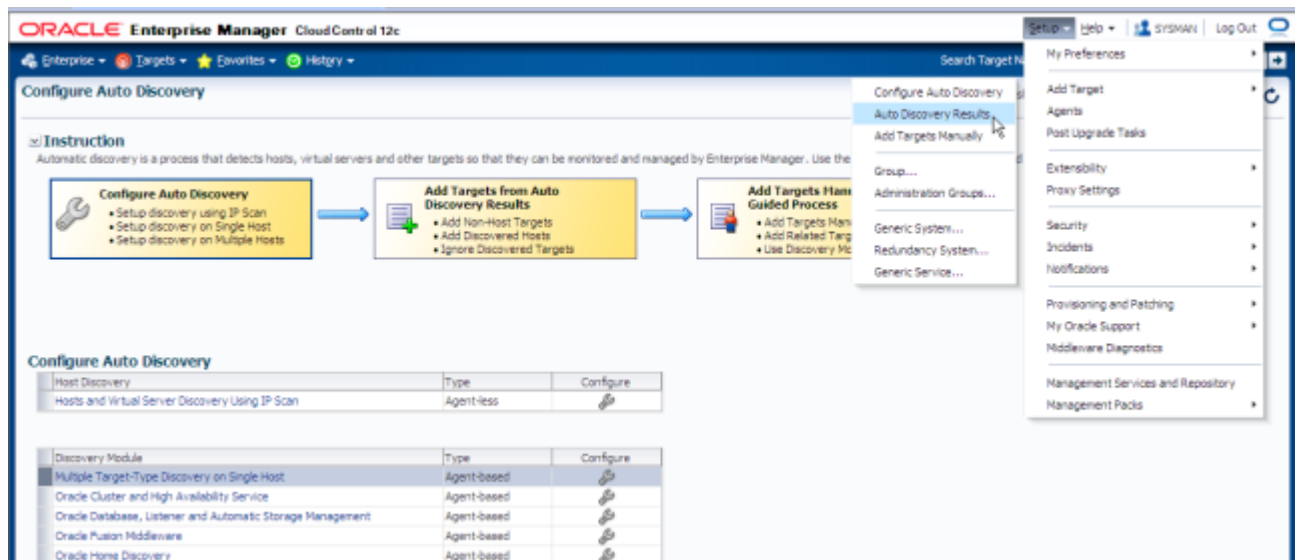 ORACLE Enterprise Manager Cloud Control 12c
Setup Help SYSMAN Log Out
Enterprise Targets Favorites History
Search Target
Configure Auto Discovery
Instruction
Automatic discovery is a process that detects hosts, virtual servers and other targets so that they can be monitored and managed by Enterprise Manager. Use the
Configure Auto Discovery
• Setup discovery using IP Scan
• Setup discovery on Single Host
• Setup discovery on Multiple Hosts
Add Targets from Auto
Discovery Results
• Add Non-Host Targets
• Add Discovered Hosts
• Ignore Discovered Targets
Add Targets
Guided Process
• Add Targets
• Add Related
• Use Discovery
Configure Auto Discovery
Auto Discovery Results
Add Targets Manually
Group...
Administration Groups...
Generic System...
Redundancy System...
Generic Service...
My Preferences
Add Target
Agents
Post Upgrade Tasks
Extensibility
Proxy Settings
Security
Incidents
Notifications
Provisioning and Patching
My Oracle Support
Middleware Diagnostics
Management Services and Repository
Management Packs
Configure Auto Discovery
Host Discovery Type Configure
Hosts and Virtual Server Discovery Using IP Scan Agent-less
Discovery Module Type Configure
Multiple Target-Type Discovery on Single Host Agent-based
Oracle Cluster and High Availability Service Agent-based
Oracle Database, Listener and Automatic Storage Management Agent-based
Oracle Fusion Middleware Agent-based
Oracle Home Discovery Agent-based